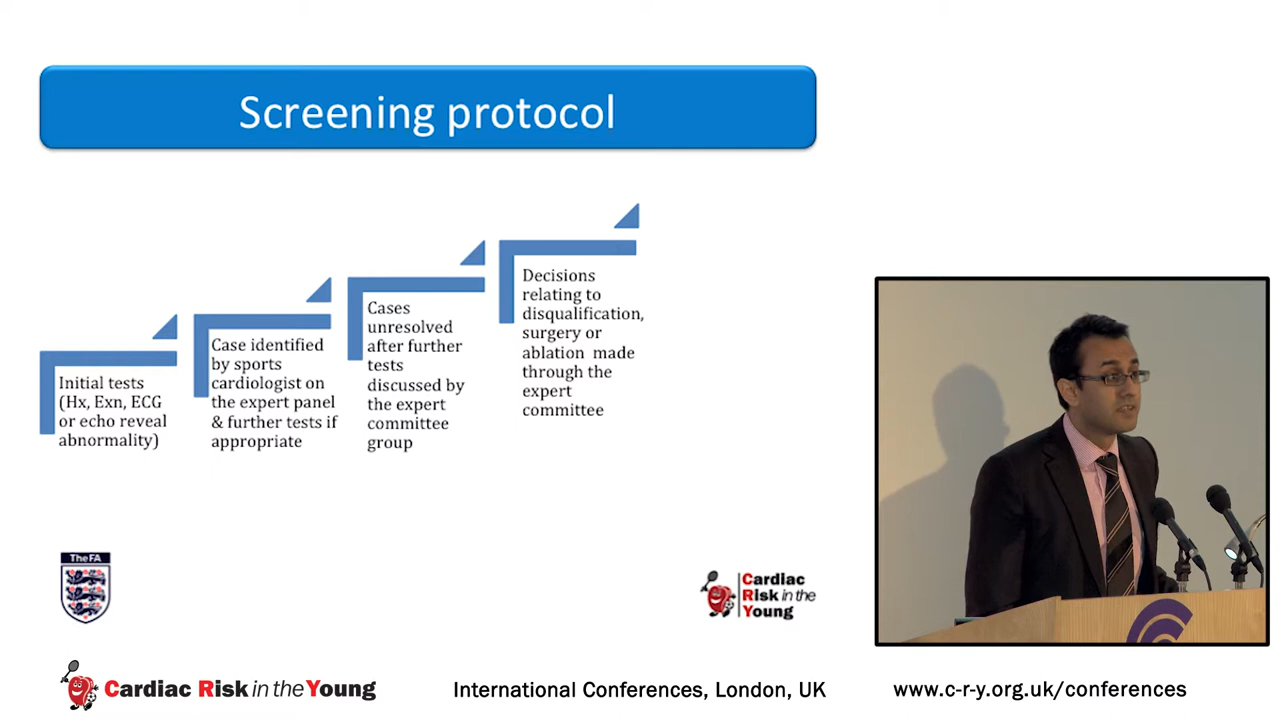 Screening protocol
Initial tests
(Hx, Exn, ECG
or echo reveal
abnormality)
Case identified
by sports
cardiologist on
the expert panel
& further tests if
appropriate
Cases
unresolved
after further
tests
discussed by
the expert
committee
group
Decisions
relating to
disqualification,
surgery or
ablation made
through the
expert
committee
The FA
Cardiac
Risk in the
Young
Cardiac Risk in the Young
International Conferences, London, UK
www.c-r-y.org.uk/conferences